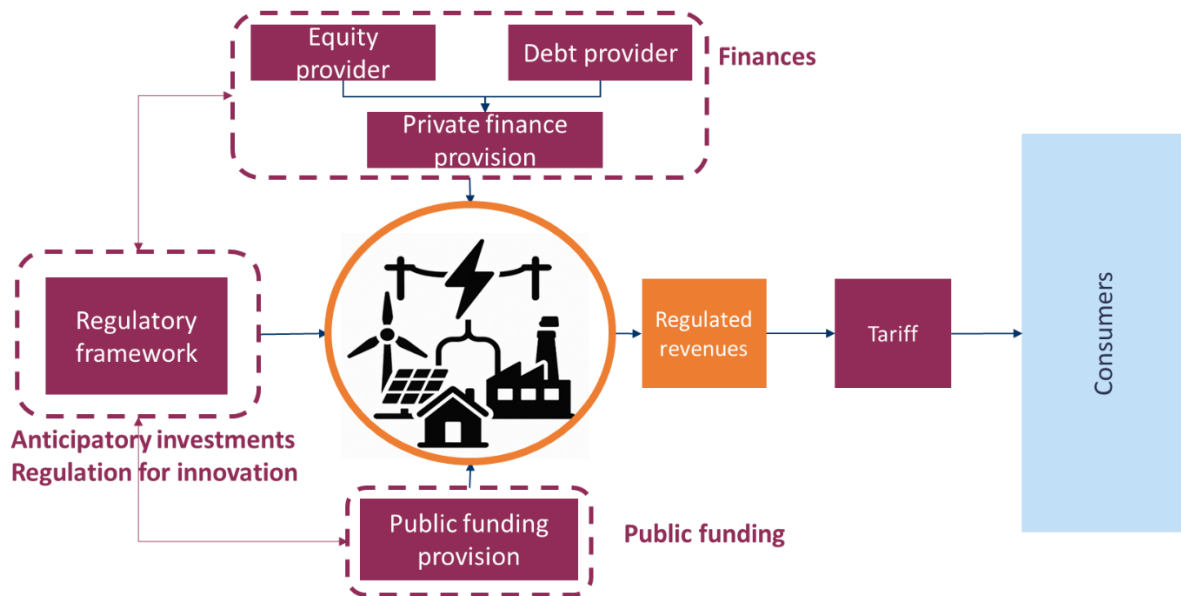 Equity
provider
Debt provider
Finances
Private finance
provision
Regulatory
framework
Regulated
revenues
Tariff
Consumers
Anticipatory investments
Regulation for innovation
Public funding
provision
Public funding